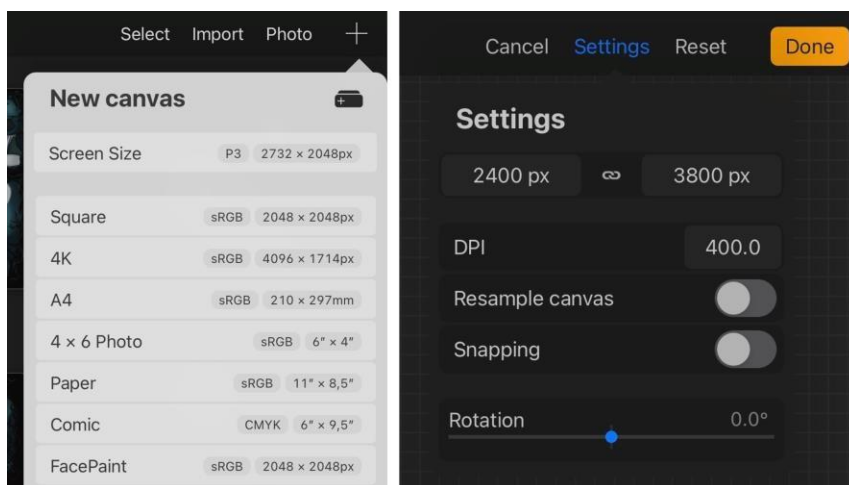 Select Import Photo
New canvas
Screen Size P3 2732 × 2048px
Square sRGB 2048 × 2048px
4K sRGB 4096 × 1714px
A4 sRGB 210 × 297mm
4 × 6 Photo sRGB 6" × 4"
Paper sRGB 11" × 8,5"
Comic CMYK 6" × 9,5"
FacePaint sRGB 2048 × 2048px
Cancel Settings Reset Done
Settings
2400 px 3800 px
DPI 400.0
Resample canvas
Snapping
Rotation 0.0°